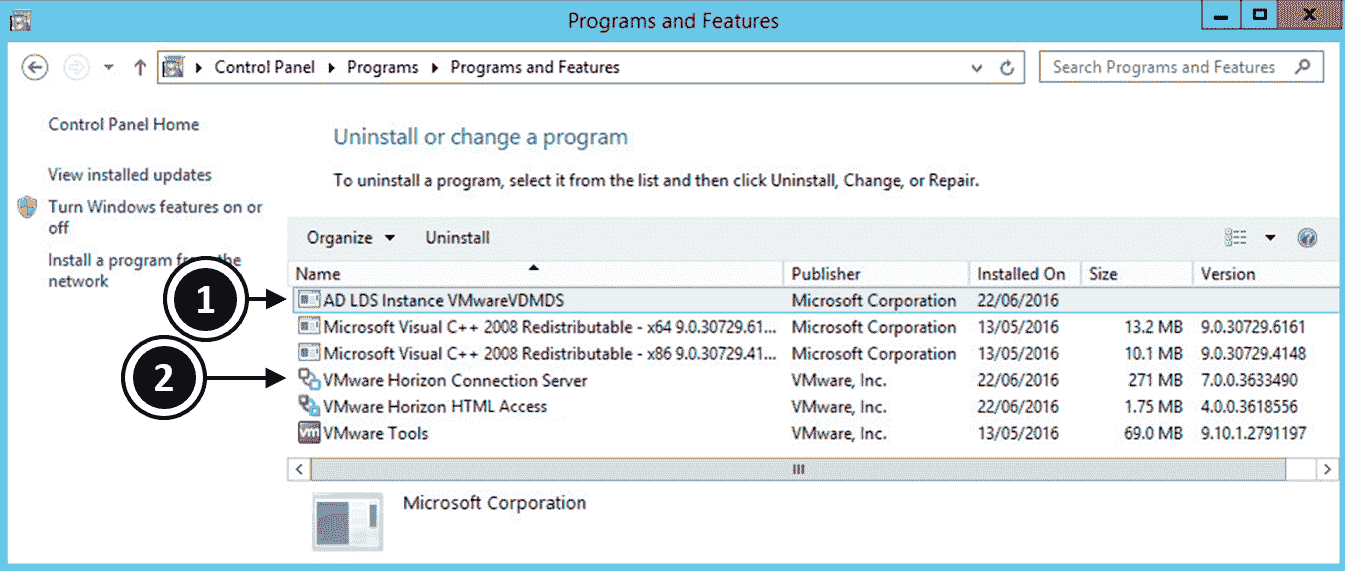 Programs and Features
Control Panel Programs Programs and Features
Search Programs and Features
Control Panel Home
View installed updates
Turn Windows features on or
off
Install a program from the
network
Uninstall or change a program
To uninstall a program, select it from the list and then click Uninstall, Change, or Repair.
Organize Uninstall
Name Publisher Installed On Size Version
1
AD LDS Instance VMwareVDMDS Microsoft Corporation 22/06/2016
Microsoft Visual C++ 2008 Redistributable - x64 9.0.30729.61... Microsoft Corporation 13/05/2016 13.2 MB 9.0.30729.6161
Microsoft Visual C++ 2008 Redistributable - x86 9.0.30729.41... Microsoft Corporation 13/05/2016 10.1 MB 9.0.30729.4148
2
VMware Horizon Connection Server VMware, Inc. 22/06/2016 271 MB 7.0.0.3633490
VMware Horizon HTML Access VMware, Inc. 22/06/2016 1.75 MB 4.0.0.3618556
vm VMware Tools VMware, Inc. 13/05/2016 69.0 MB 9.10.1.2791197
Microsoft Corporation